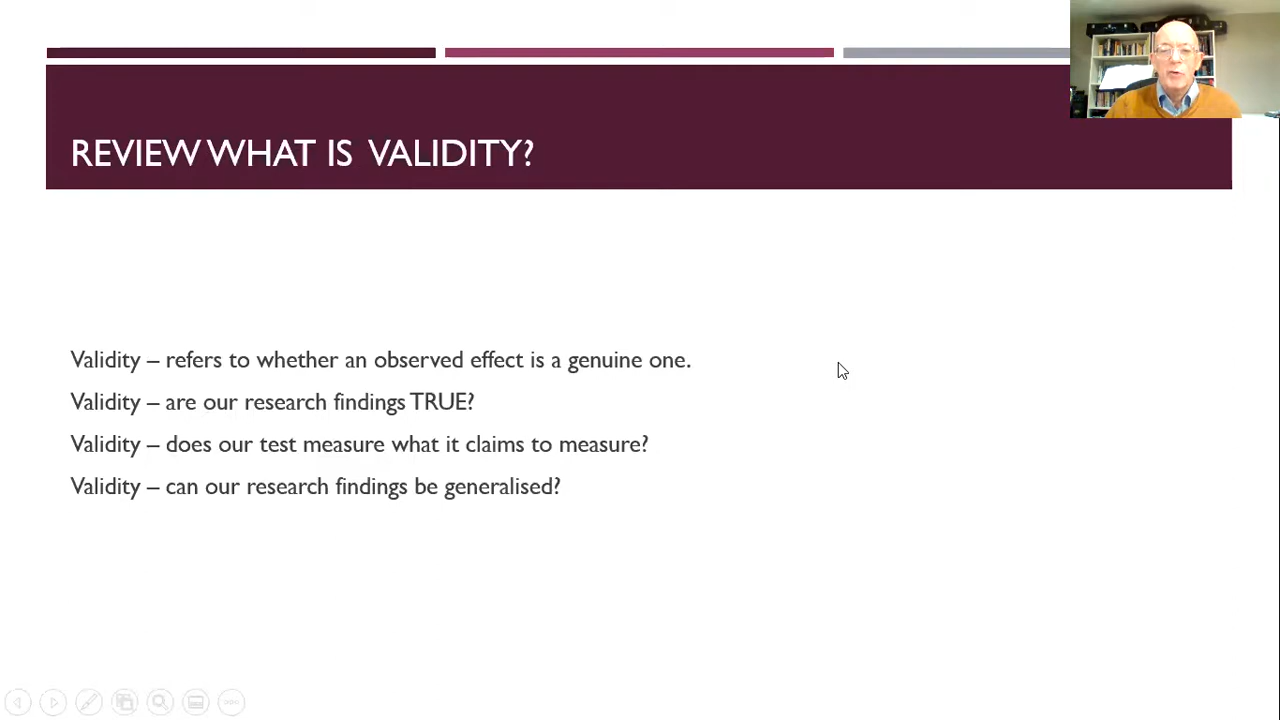 REVIEW WHAT IS VALIDITY?
Validity – refers to whether an observed effect is a genuine one.
Validity – are our research findings TRUE?
Validity – does our test measure what it claims to measure?
Validity – can our research findings be generalised?